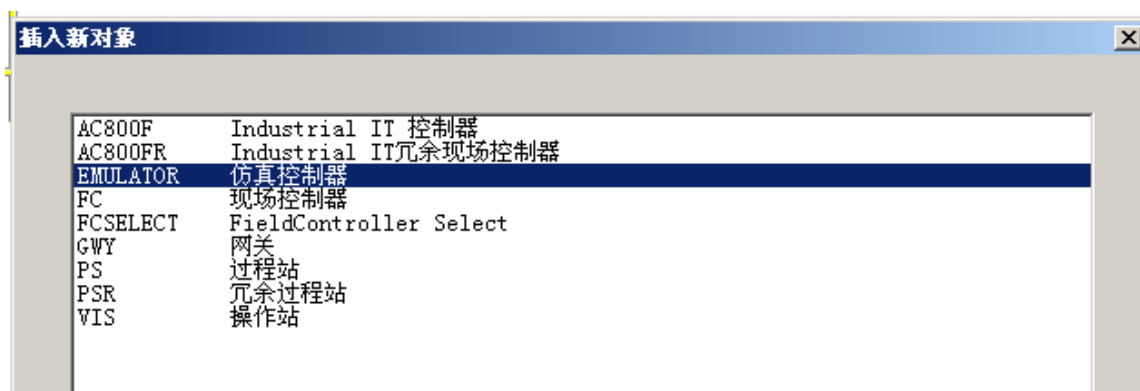 插入新对象
AC800F Industrial IT 控制器
AC800FR Industrial IT冗余现场控制器
EMULATOR 仿真控制器
FC 现场控制器
FCSELECT FieldController Select
GWY 网关
PS 过程站
PSR 冗余过程站
VIS 操作站